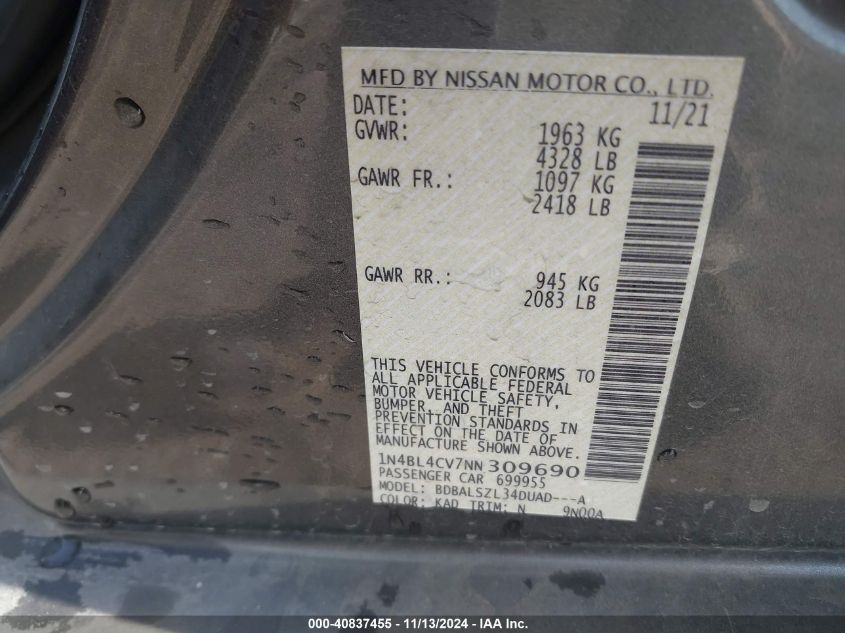 MFD BY NISSAN MOTOR CO., LTD.
DATE: 11/21
GVWR: 1963 KG
4328 LB
GAWR FR.: 1097 KG
2418 LB
GAWR RR.: 945 KG
2083 LB
THIS VEHICLE CONFORMS TO
ALL APPLICABLE FEDERAL
MOTOR VEHICLE SAFETY,
BUMPER, AND THEFT
PREVENTION STANDARDS IN
EFFECT ON THE DATE OF
MANUFACTURE SHOWN ABOVE.
1N4BL4CV7NN 309690
PASSENGER CAR 699955
MODEL: BDBALSZL34DUAD---A
COLOR: KAD TRIM: N 9N00A
000-40837455 - 11/13/2024 - IAA Inc.